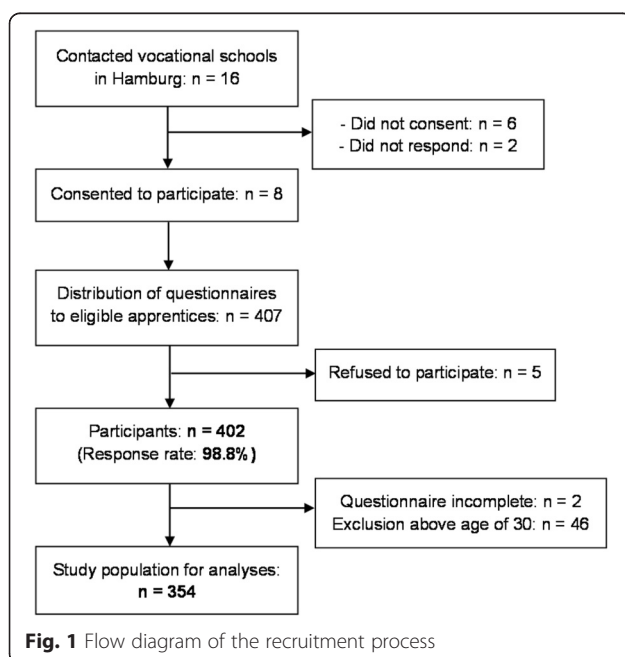 Contacted vocational schools
in Hamburg: n = 16
- Did not consent: n = 6
- Did not respond: n = 2
Consented to participate: n = 8
Distribution of questionnaires
to eligible apprentices: n = 407
Refused to participate: n = 5
Participants: n = 402
(Response rate: 98.8%)
Questionnaire incomplete: n = 2
Exclusion above age of 30: n = 46
Study population for analyses:
n = 354
Fig. 1 Flow diagram of the recruitment process